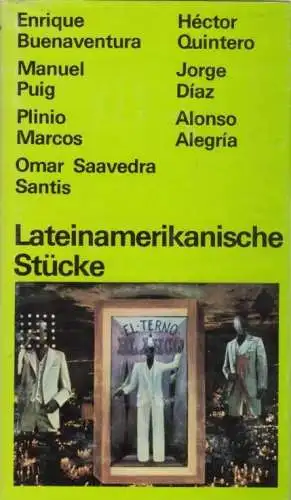 Enrique
Buenaventura
Manuel
Puig
Plinio
Marcos
Omar Saavedra
Santis
Héctor
Quintero
Jorge
Díaz
Alonso
Alegría
Lateinamerikanische
Stücke
EL·TERNO
BLANCO